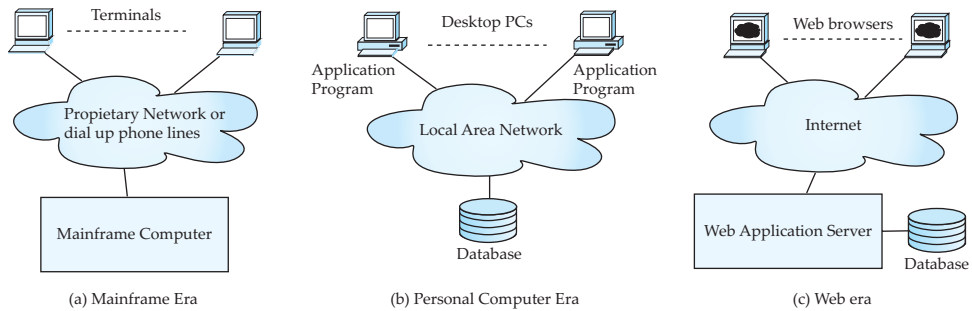 Terminals
Propietary Network or
dial up phone lines
Mainframe Computer
(a) Mainframe Era
Desktop PCs
Application
Program
Application
Program
Local Area Network
Database
(b) Personal Computer Era
Web browsers
Internet
Web Application Server
Database
(c) Web era